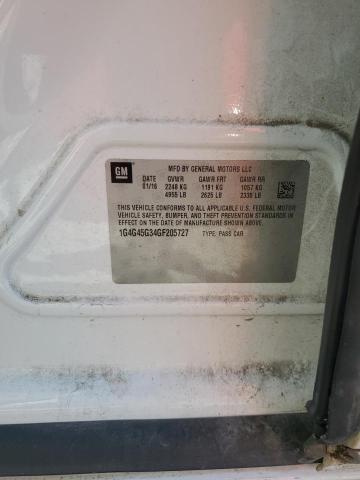 GM
MFD BY GENERAL MOTORS LLC
DATE GVWR GAWR FRT GAWR RR
01/16 2248 KG 1191 KG 1057 KG
4955 LB 2625 LB 2330 LB
THIS VEHICLE CONFORMS TO ALL APPLICABLE U.S. FEDERAL MOTOR
VEHICLE SAFETY, BUMPER, AND THEFT PREVENTION STANDARDS IN
EFFECT ON THE DATE OF MANUFACTURE SHOWN ABOVE.
1G4G45G34GF205727 TYPE: PASS CAR